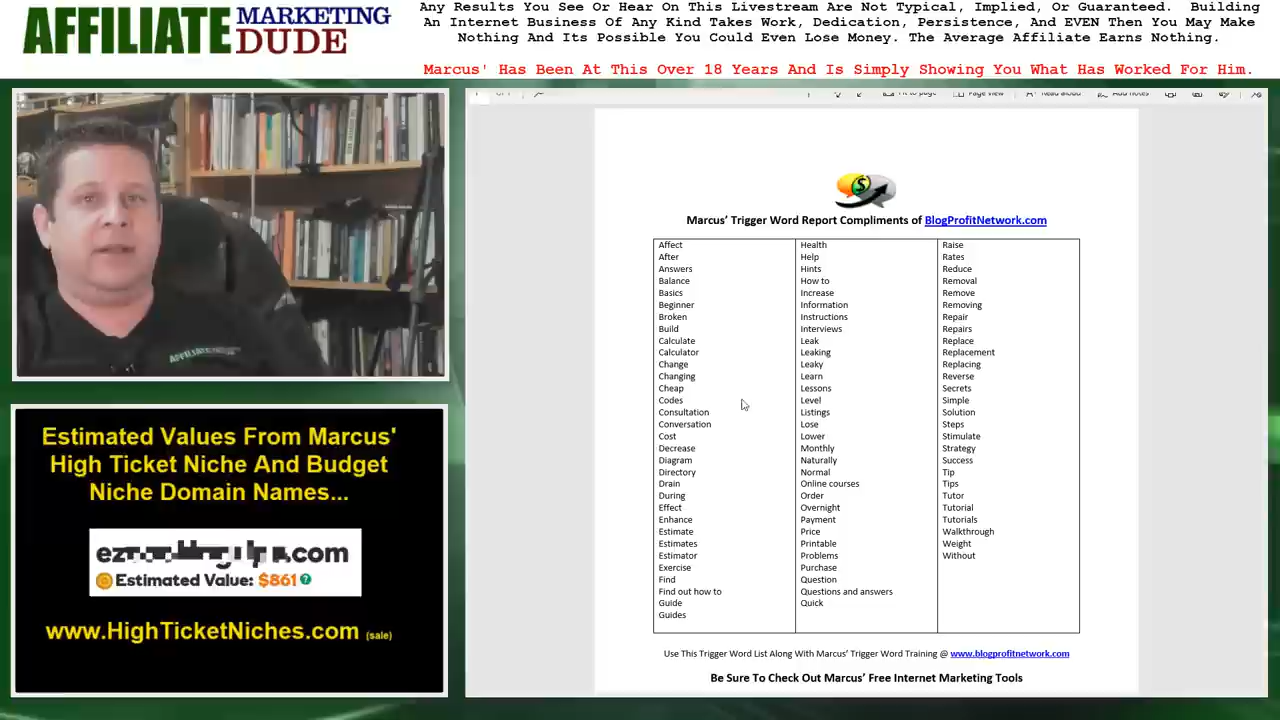 AFFILIATE MARKETING DUDE
Any Results You See Or Hear On This Livestream Are Not Typical, Implied, Or Guaranteed. Building
An Internet Business Of Any Kind Takes Work, Dedication, Persistence, And EVEN Then You May Make
Nothing And Its Possible You Could Even Lose Money. The Average Affiliate Earns Nothing.
Marcus' Has Been At This Over 18 Years And Is Simply Showing You What Has Worked For Him.
Page view
Read aloud
Add notes
Marcus' Trigger Word Report Compliments of BlogProfitNetwork.com
Affect
After
Answers
Balance
Basics
Beginner
Broken
Build
Calculate
Calculator
Change
Changing
Cheap
Codes
Consultation
Conversation
Cost
Decrease
Diagram
Directory
Drain
During
Effect
Enhance
Estimate
Estimates
Estimator
Exercise
Find
Find out how to
Guide
Guides
Health
Help
Hints
How to
Increase
Information
Instructions
Interviews
Leak
Leaking
Leaky
Learn
Lessons
Level
Listings
Lose
Lower
Monthly
Naturally
Normal
Online courses
Order
Overnight
Payment
Price
Printable
Problems
Purchase
Question
Questions and answers
Quick
Raise
Rates
Reduce
Removal
Remove
Removing
Repair
Repairs
Replace
Replacement
Replacing
Reverse
Secrets
Simple
Solution
Steps
Stimulate
Strategy
Success
Tip
Tips
Tutor
Tutorial
Tutorials
Walkthrough
Weight
Without
Use This Trigger Word List Along With Marcus' Trigger Word Training @ www.blogprofitnetwork.com
Be Sure To Check Out Marcus' Free Internet Marketing Tools
Estimated Values From Marcus'
High Ticket Niche And Budget
Niche Domain Names...
.com
Estimated Value: $861
www.HighTicketNiches.com (sale)